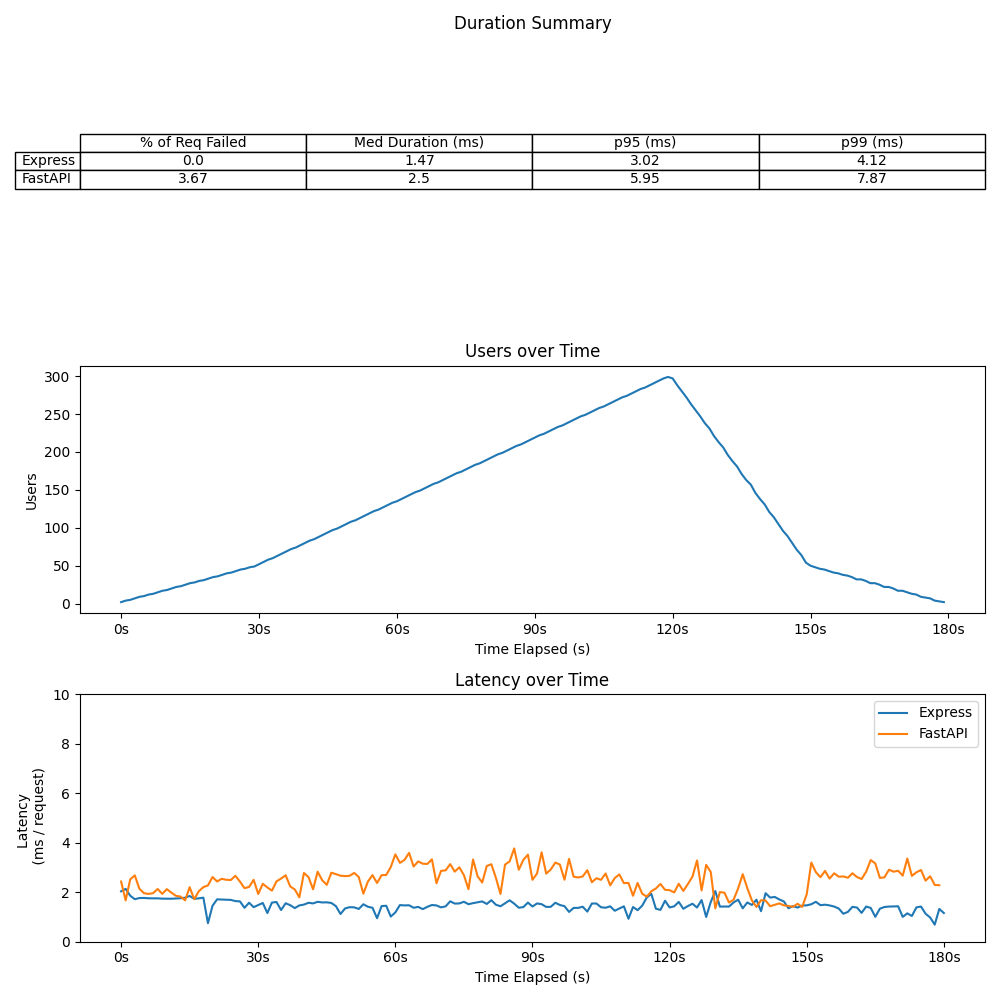 Duration Summary
% of Req Failed Med Duration (ms) p95 (ms) p99 (ms)
Express 0.0 1.47 3.02 4.12
FastAPI 3.67 2.5 5.95 7.87
Users over Time
300
250
200
150
100
50
0
Users
0s 30s 60s 90s 120s 150s 180s
Time Elapsed (s)
Latency over Time
10
8
6
4
2
0
Latency
(ms / request)
Express
FastAPI
0s 30s 60s 90s 120s 150s 180s
Time Elapsed (s)